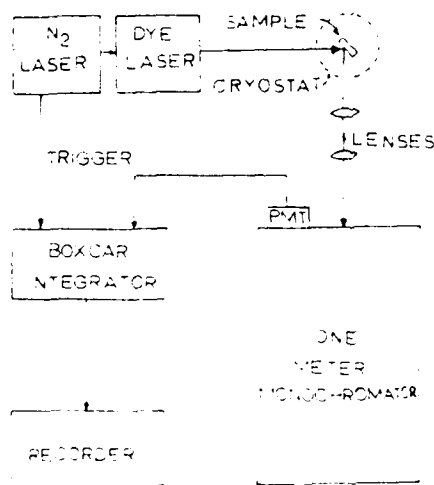 N2
LASER
DYE
LASER
SAMPLE
CRYOSTAT
LENSES
TRIGGER
PMT
BOXCAR
INTEGRATOR
ONE
METER
MONOCHROMATOR
RECORDER